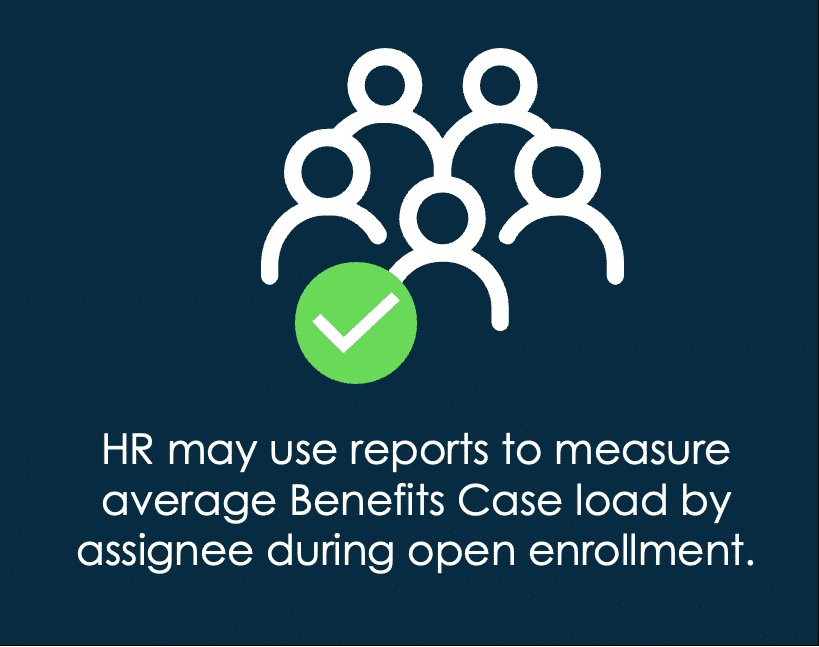 HR may use reports to measure
average Benefits Case load by
assignee during open enrollment.